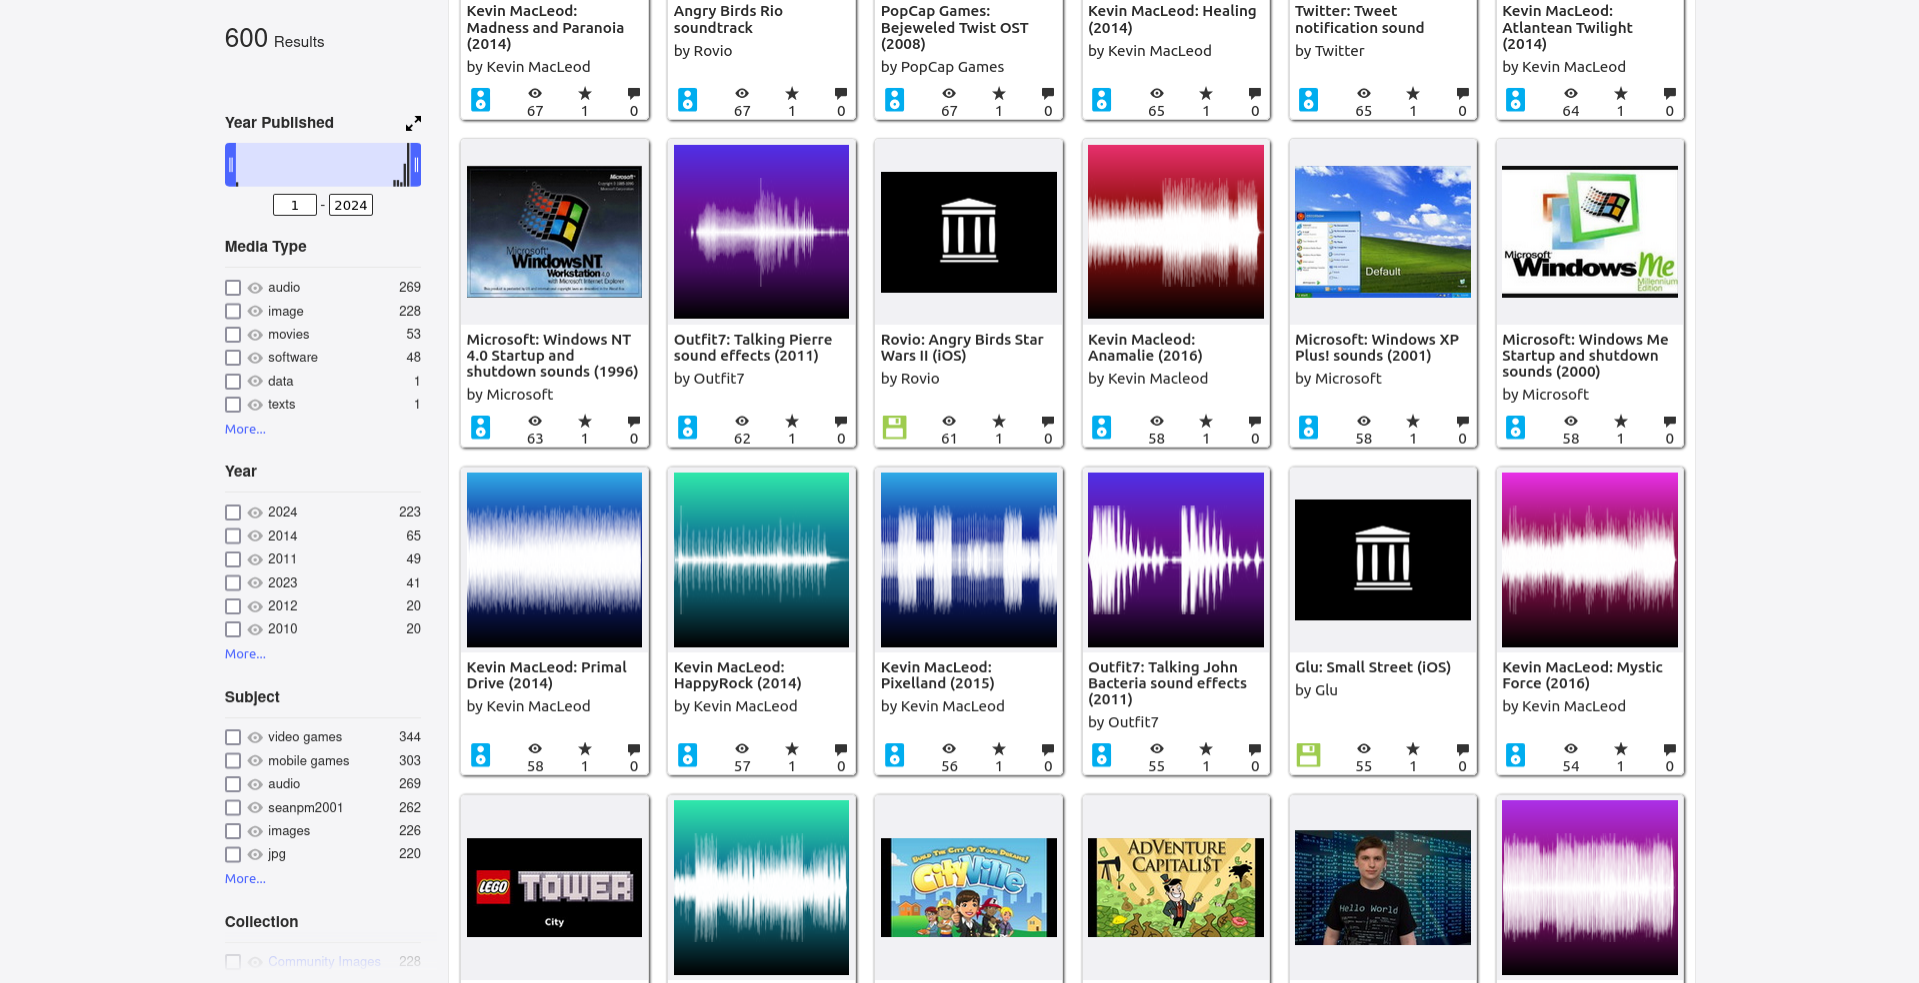 600 Results
Year Published
1 - 2024
Media Type
audio 269
image 228
movies 53
software 48
data 1
texts 1
More...
Year
2024 223
2014 65
2011 49
2023 41
2012 20
2010 20
More...
Subject
video games 344
mobile games 303
audio 269
seanpm2001 262
images 226
jpg 220
More...
Collection
Community Images 228
Kevin MacLeod:
Madness and Paranoia
(2014)
by Kevin MacLeod
67 1 0
Angry Birds Rio
soundtrack
by Rovio
67 1 0
PopCap Games:
Bejeweled Twist OST
(2008)
by PopCap Games
67 1 0
Kevin MacLeod: Healing
(2014)
by Kevin MacLeod
65 1 0
Twitter: Tweet
notification sound
by Twitter
65 1 0
Kevin MacLeod:
Atlantean Twilight
(2014)
by Kevin MacLeod
64 1 0
Microsoft
Microsoft
WindowsNT
Workstation 4.0
with Microsoft Internet Explorer
Microsoft: Windows NT
4.0 Startup and
shutdown sounds (1996)
by Microsoft
63 1 0
Outfit7: Talking Pierre
sound effects (2011)
by Outfit7
62 1 0
Rovio: Angry Birds Star
Wars II (iOS)
by Rovio
61 1 0
Kevin Macleod:
Anamalie (2016)
by Kevin Macleod
58 1 0
Default
Microsoft: Windows XP
Plus! sounds (2001)
by Microsoft
58 1 0
Microsoft
Windows Me
Millennium
Edition
Microsoft: Windows Me
Startup and shutdown
sounds (2000)
by Microsoft
58 1 0
Kevin MacLeod: Primal
Drive (2014)
by Kevin MacLeod
58 1 0
Kevin MacLeod:
HappyRock (2014)
by Kevin MacLeod
57 1 0
Kevin MacLeod:
Pixelland (2015)
by Kevin MacLeod
56 1 0
Outfit7: Talking John
Bacteria sound effects
(2011)
by Outfit7
55 1 0
Glu: Small Street (iOS)
by Glu
55 1 0
Kevin MacLeod: Mystic
Force (2016)
by Kevin MacLeod
54 1 0
LEGO TOWER
City
Build The City Of Your Dreams!
CityVille
ADVENTURE
CAPITALI$T
Hello World